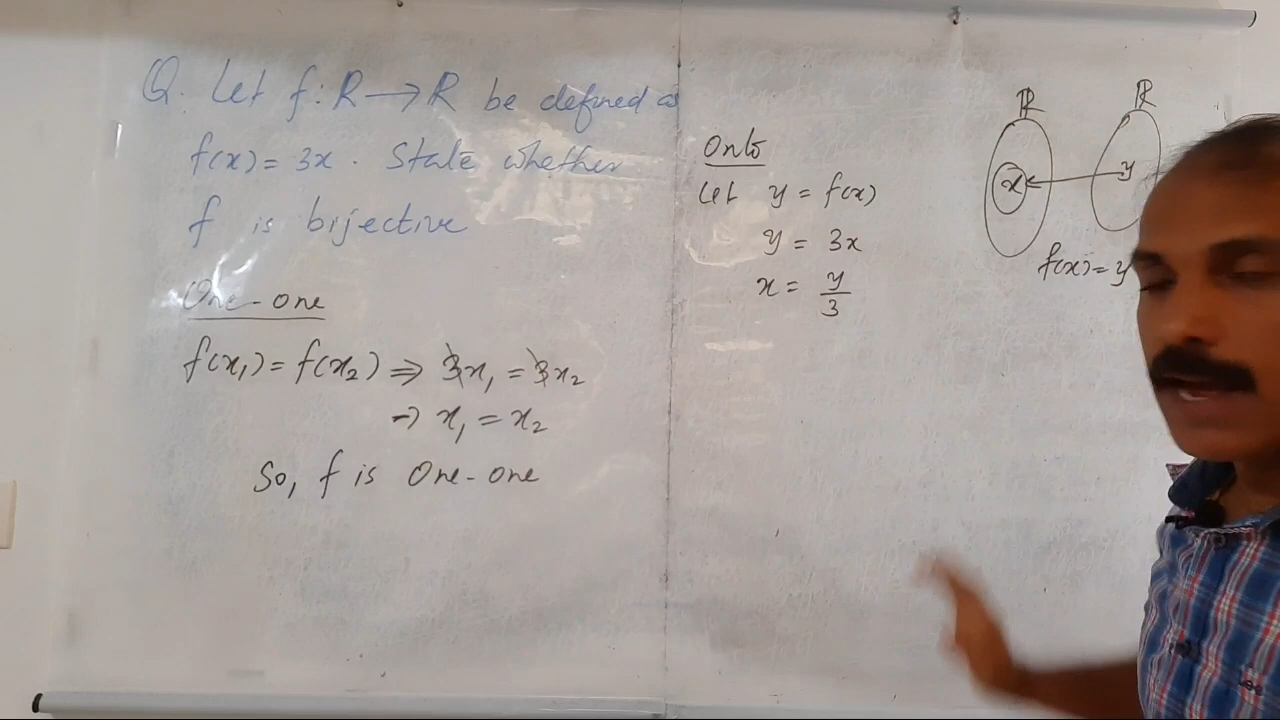 Q. Let f : R → R be defined as
f(x) = 3x . State whether
f is bijective
One-one
f(x₁) = f(x₂) ⇒ 3x₁ = 3x₂
⇒ x₁ = x₂
So, f is One-one
Onto
Let y = f(x)
y = 3x
x = y/3
R R
x y
f(x) = y